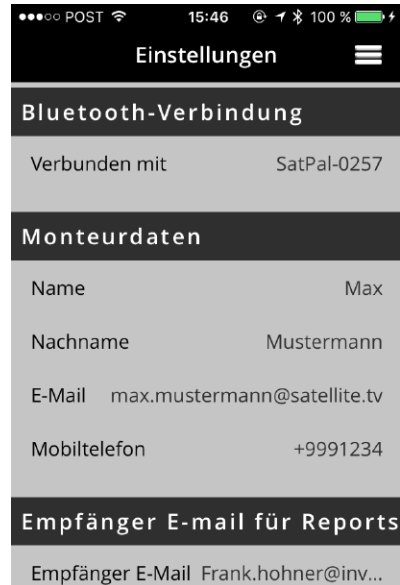 POST 15:46 100 %
Einstellungen
Bluetooth-Verbindung
Verbunden mit SatPal-0257
Monteurdaten
Name Max
Nachname Mustermann
E-Mail max.mustermann@satellite.tv
Mobiltelefon +9991234
Empfänger E-mail für Reports
Empfänger E-Mail Frank.hohner@inv...